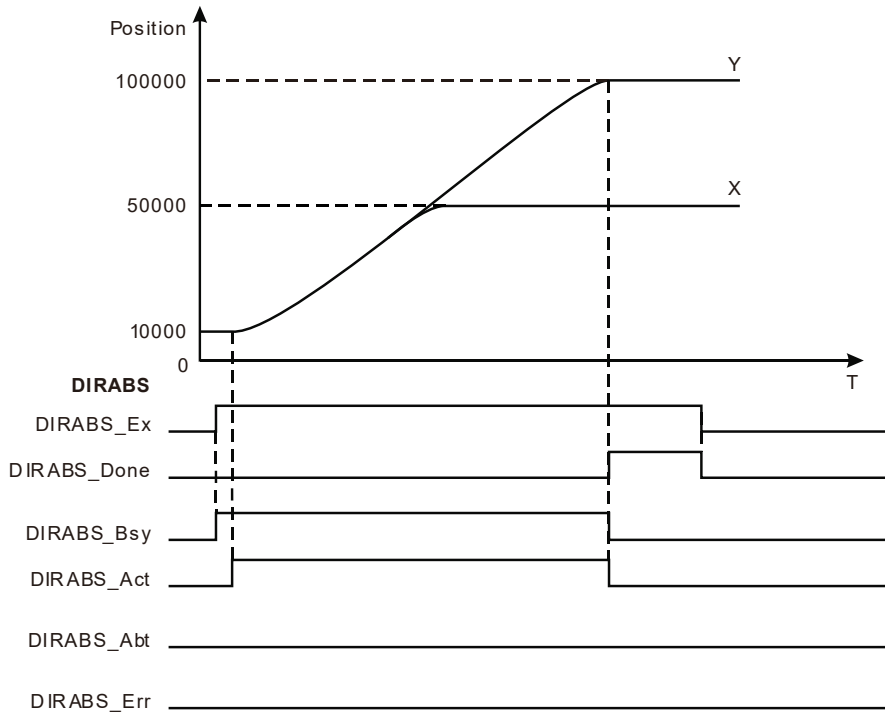 Position
100000
Y
50000
X
10000
0
T
DIRABS
DIRABS_Ex
DIRABS_Done
DIRABS_Bsy
DIRABS_Act
DIRABS_Abt
DIRABS_Err